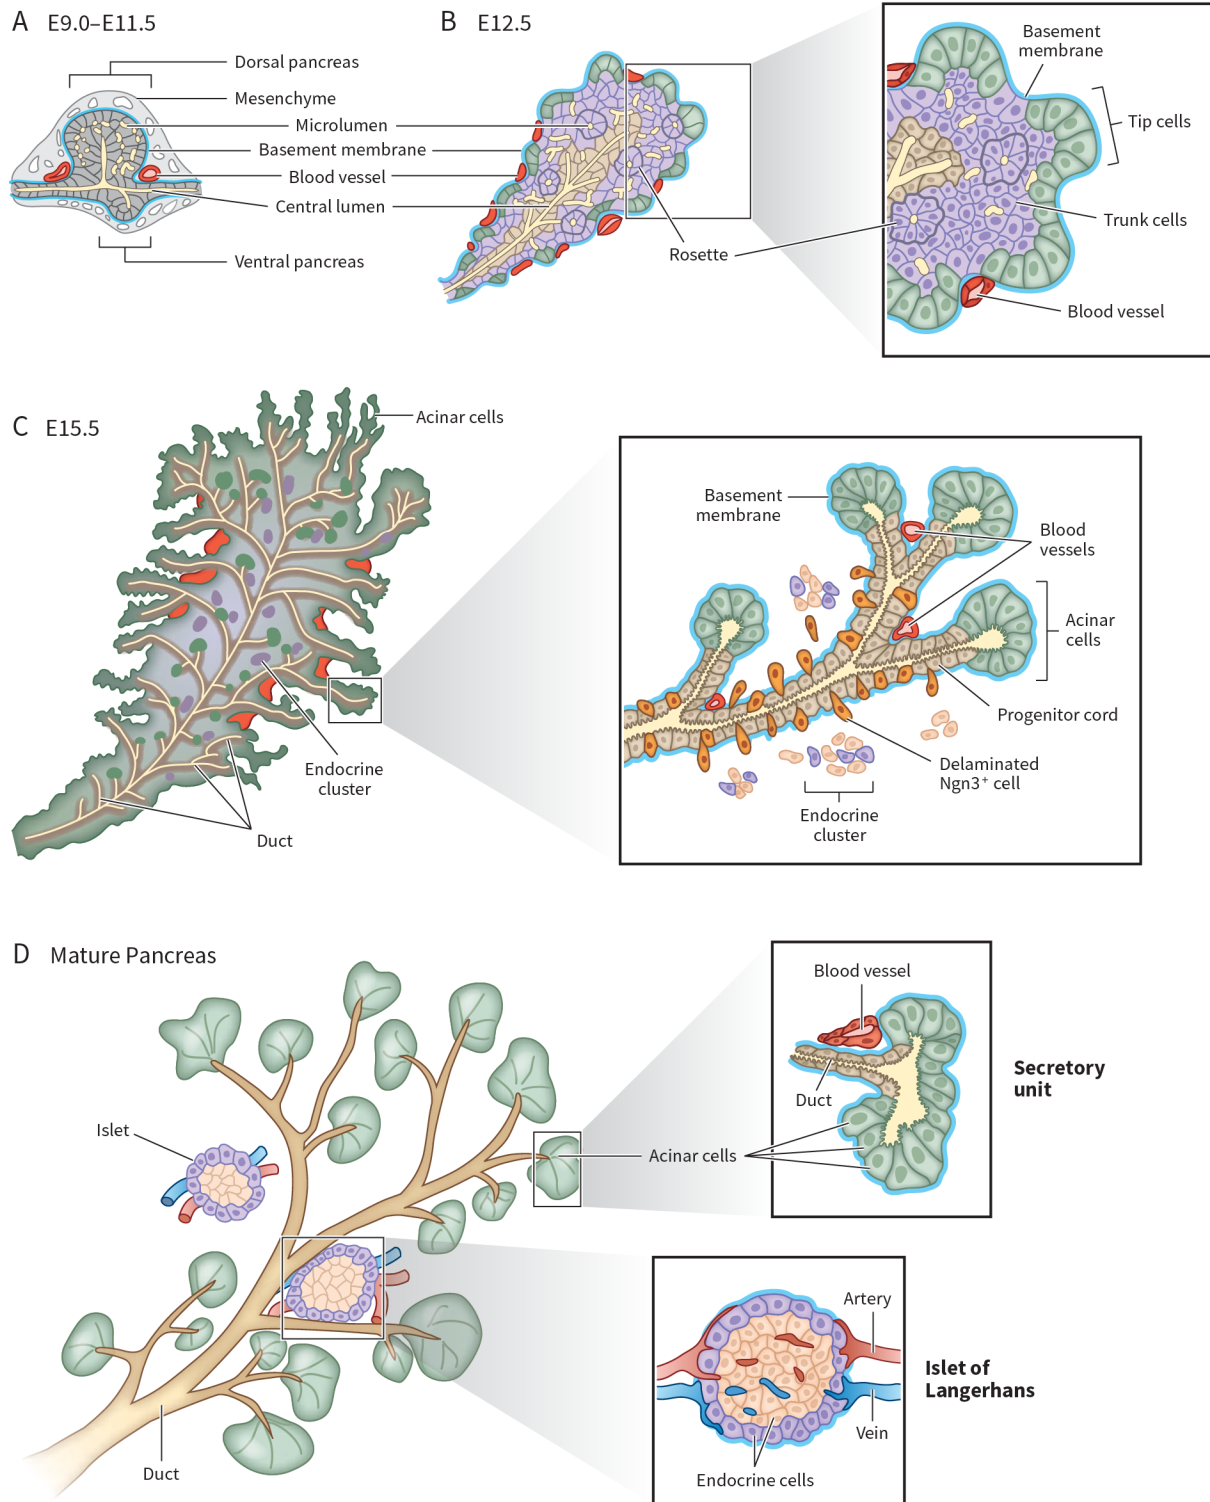 A E9.0–E11.5
Dorsal pancreas
Mesenchyme
Microlumen
Basement membrane
Blood vessel
Central lumen
Ventral pancreas
B E12.5
Rosette
Basement
membrane
Tip cells
Trunk cells
Blood vessel
C E15.5
Acinar cells
Endocrine
cluster
Duct
Basement
membrane
Blood
vessels
Acinar
cells
Progenitor cord
Delaminated
Ngn3⁺ cell
Endocrine
cluster
D Mature Pancreas
Islet
Duct
Acinar cells
Blood vessel
Duct
Secretory
unit
Artery
Vein
Endocrine cells
Islet of
Langerhans